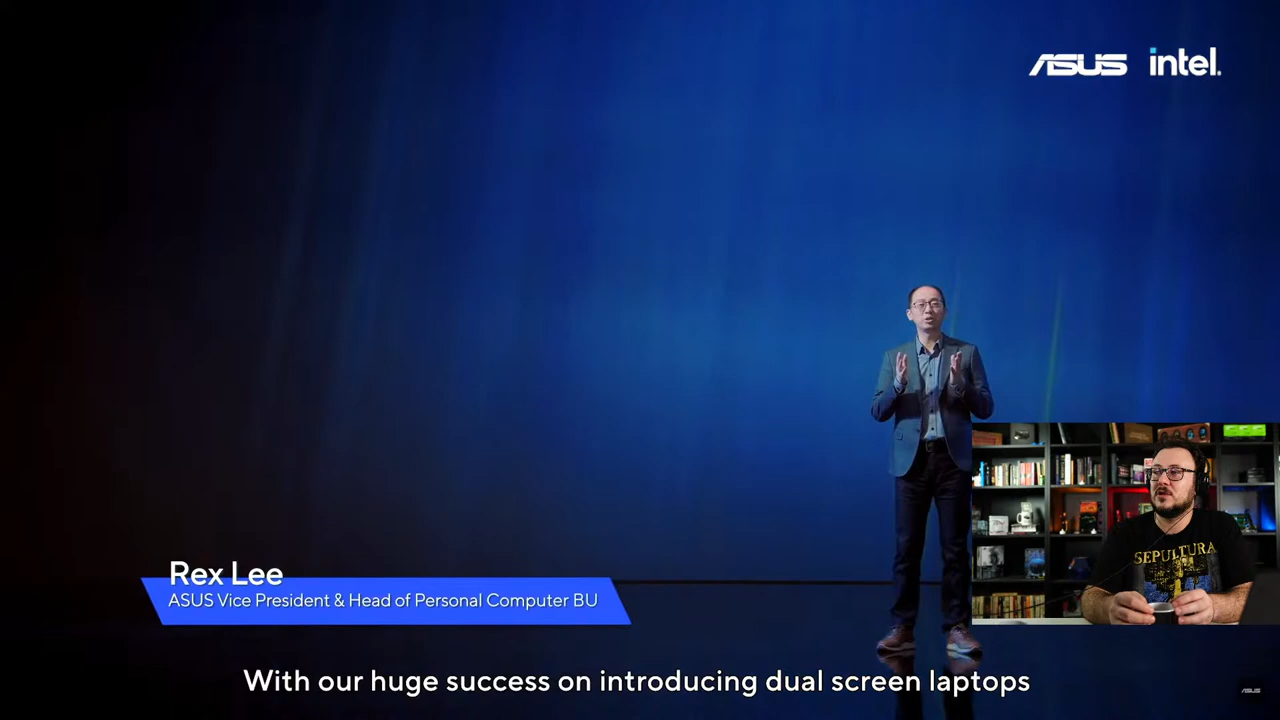 ASUS intel.
Rex Lee
ASUS Vice President & Head of Personal Computer BU
SEPULTURA
With our huge success on introducing dual screen laptops
ASUS